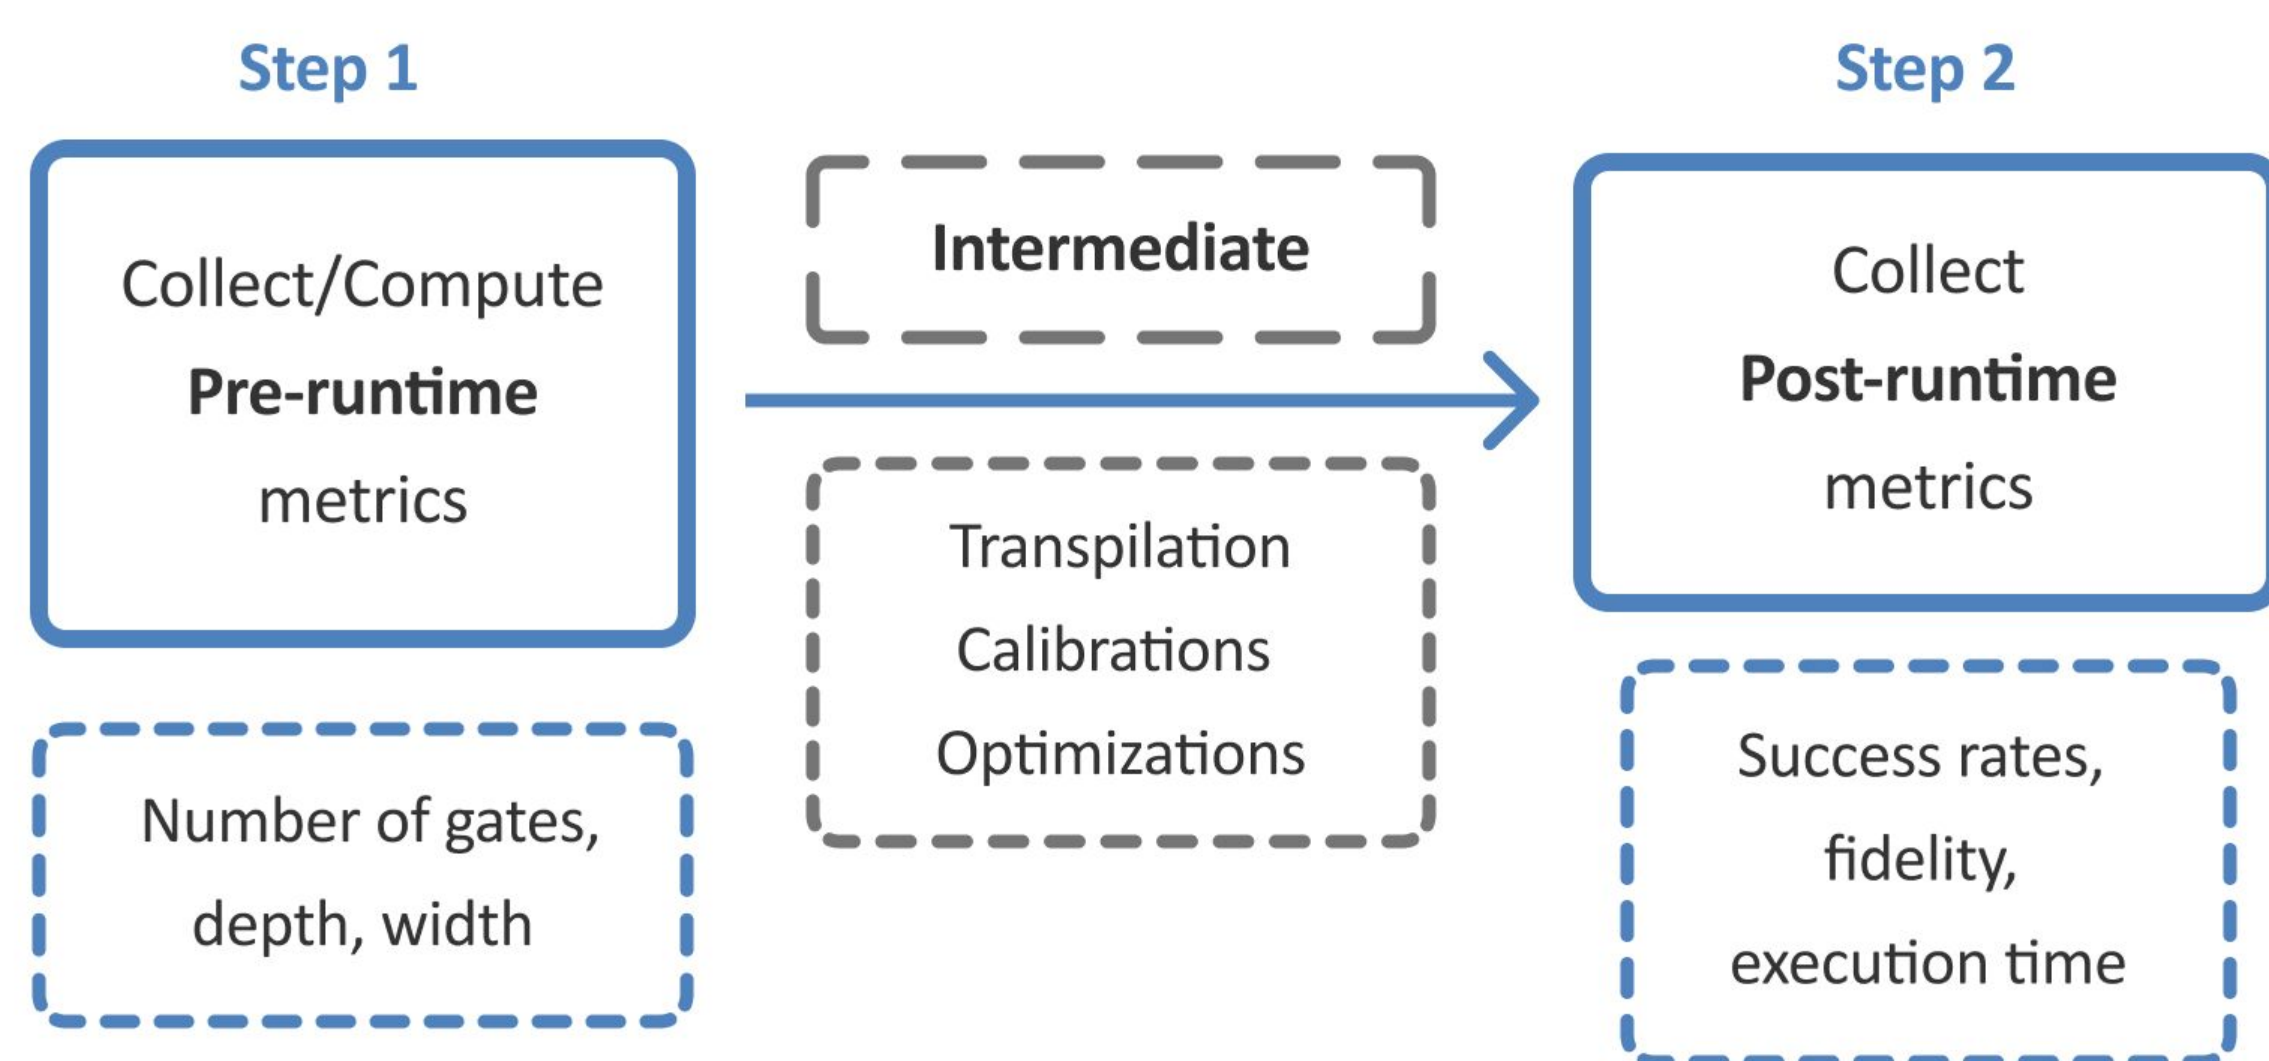 Step 1
Collect/Compute
Pre-runtime
metrics
Number of gates,
depth, width
Intermediate
Transpilation
Calibrations
Optimizations
Step 2
Collect
Post-runtime
metrics
Success rates,
fidelity,
execution time